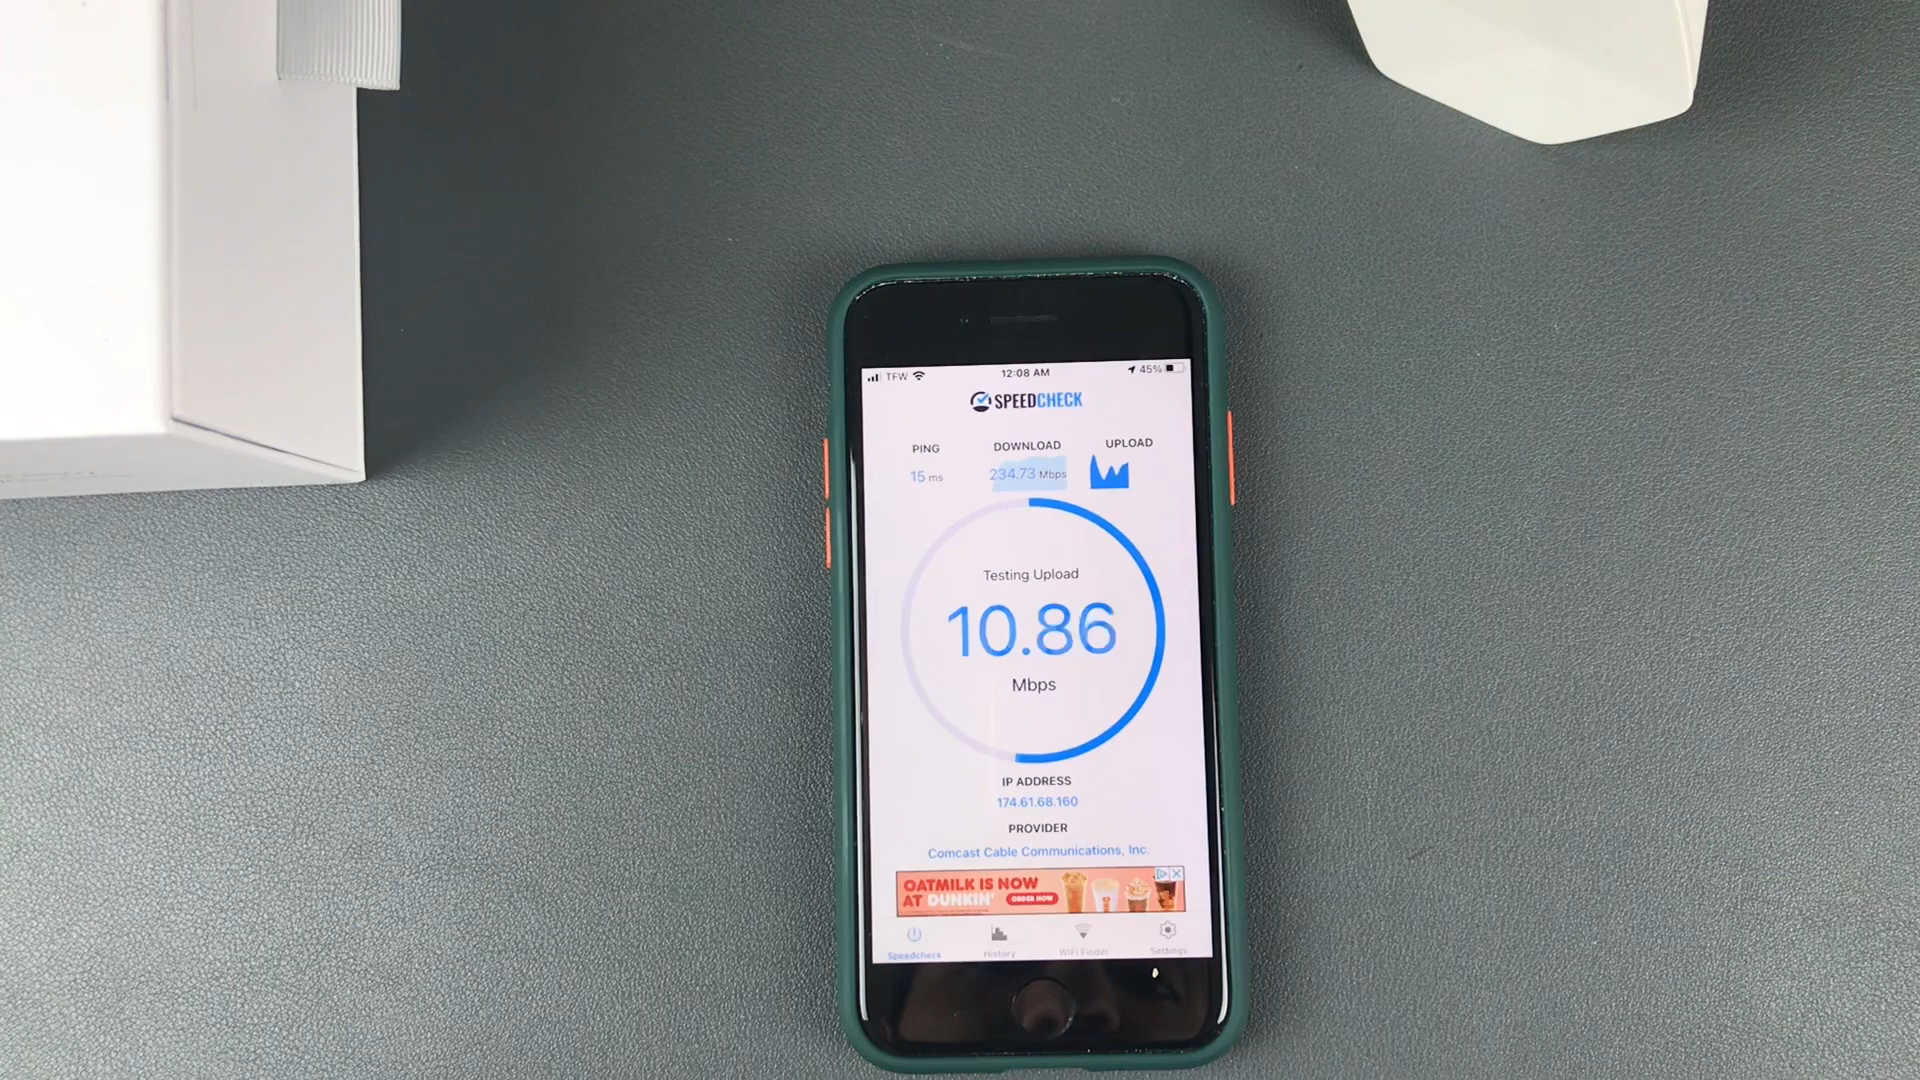 TFW 12:08 AM 45%
SPEEDCHECK
PING DOWNLOAD UPLOAD
15 ms 234.73 Mbps
Testing Upload
10.86
Mbps
IP ADDRESS
174.61.68.160
PROVIDER
Comcast Cable Communications, Inc.
OATMILK IS NOW
AT DUNKIN' ORDER NOW
Speedcheck History WiFi Finder Settings